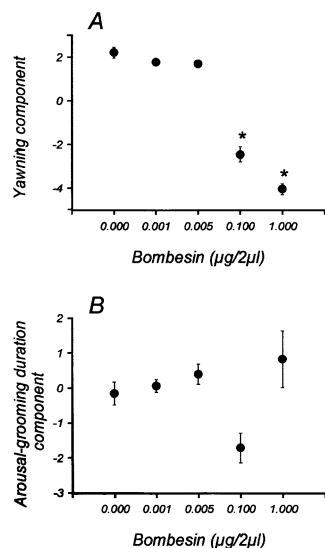 A
Yawning component
2
0
-2
-4
*
*
0.000 0.001 0.005 0.100 1.000
Bombesin (µg/2µl)
B
Arousal-grooming duration
component
2
1
0
-1
-2
-3
0.000 0.001 0.005 0.100 1.000
Bombesin (µg/2µl)